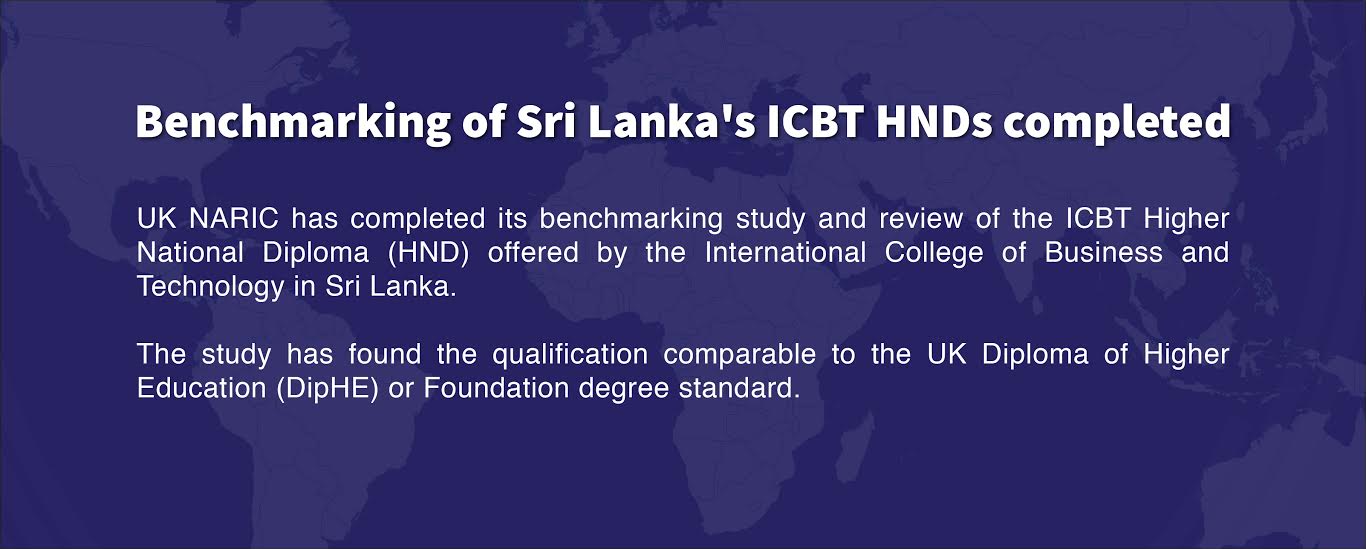 Benchmarking of Sri Lanka's ICBT HNDs completed
UK NARIC has completed its benchmarking study and review of the ICBT Higher
National Diploma (HND) offered by the International College of Business and
Technology in Sri Lanka.
The study has found the qualification comparable to the UK Diploma of Higher
Education (DipHE) or Foundation degree standard.